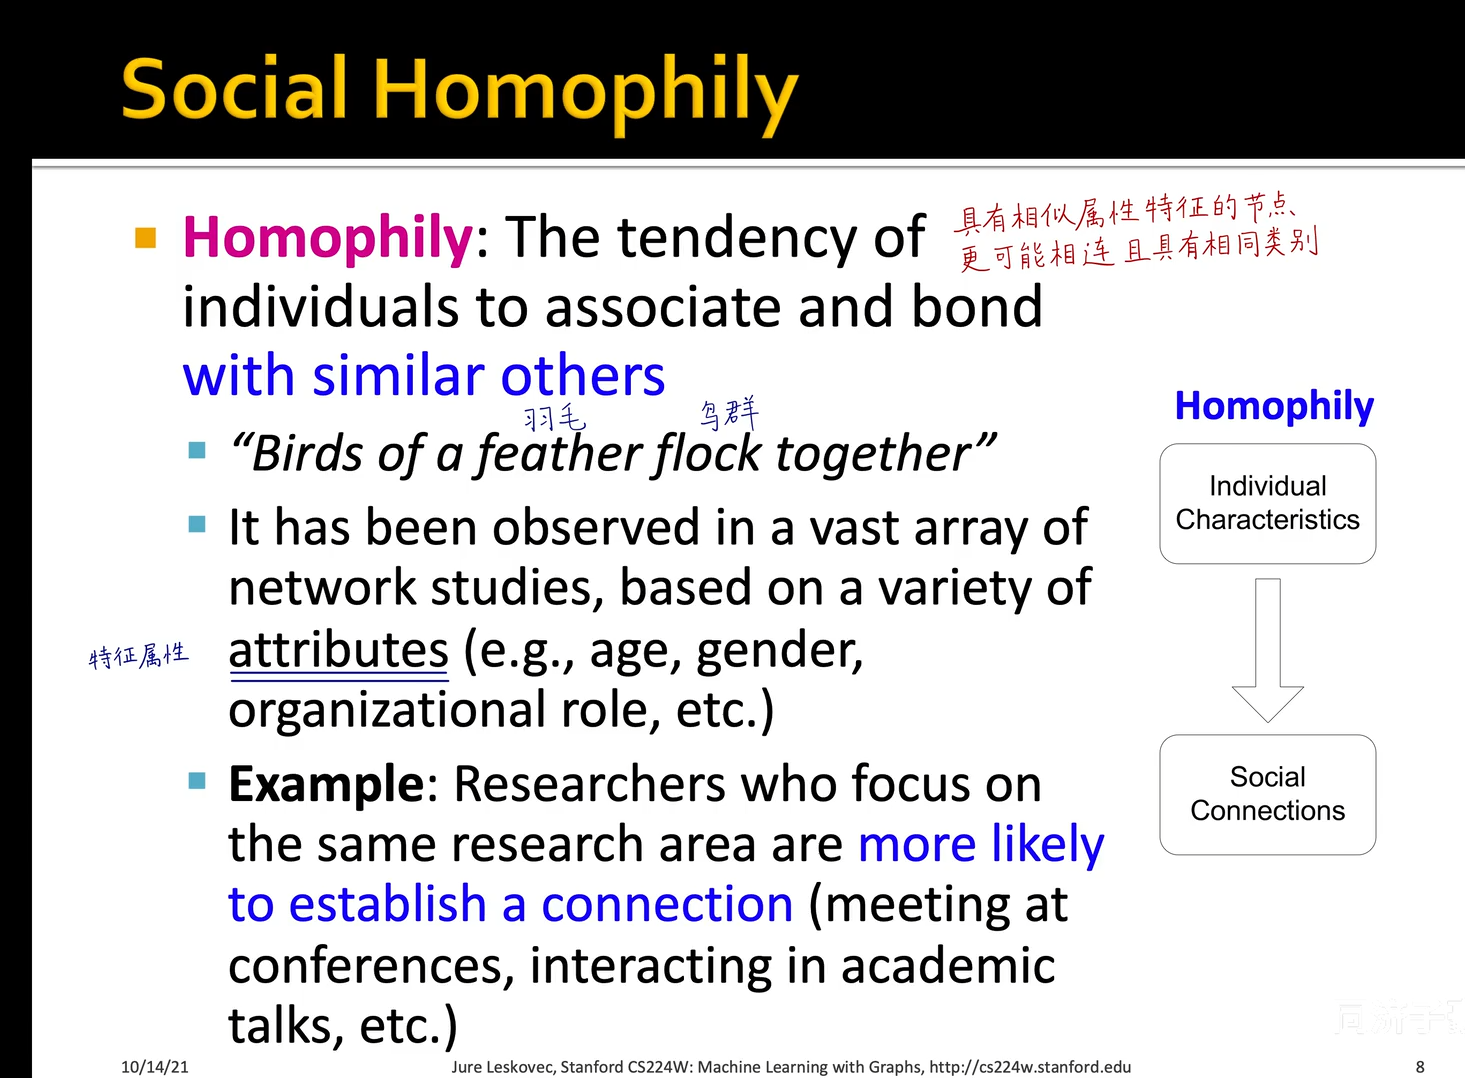 Social Homophily
Homophily: The tendency of
具有相似属性特征的节点、
更可能相连且具有相同类别
individuals to associate and bond
with similar others
羽毛 鸟群
“Birds of a feather flock together”
It has been observed in a vast array of
network studies, based on a variety of
特征属性
attributes (e.g., age, gender,
organizational role, etc.)
Example: Researchers who focus on
the same research area are more likely
to establish a connection (meeting at
conferences, interacting in academic
talks, etc.)
Homophily
Individual
Characteristics
Social
Connections
同济子豪
10/14/21
Jure Leskovec, Stanford CS224W: Machine Learning with Graphs, http://cs224w.stanford.edu
8